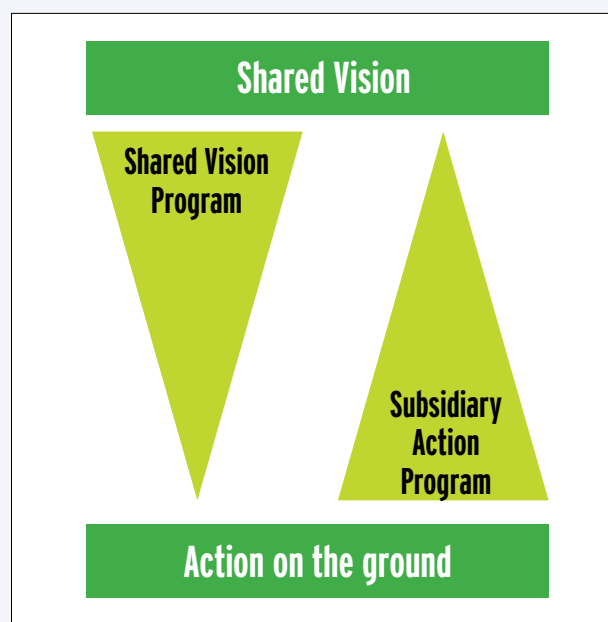 Shared Vision
Shared Vision
Program
Subsidiary
Action
Program
Action on the ground